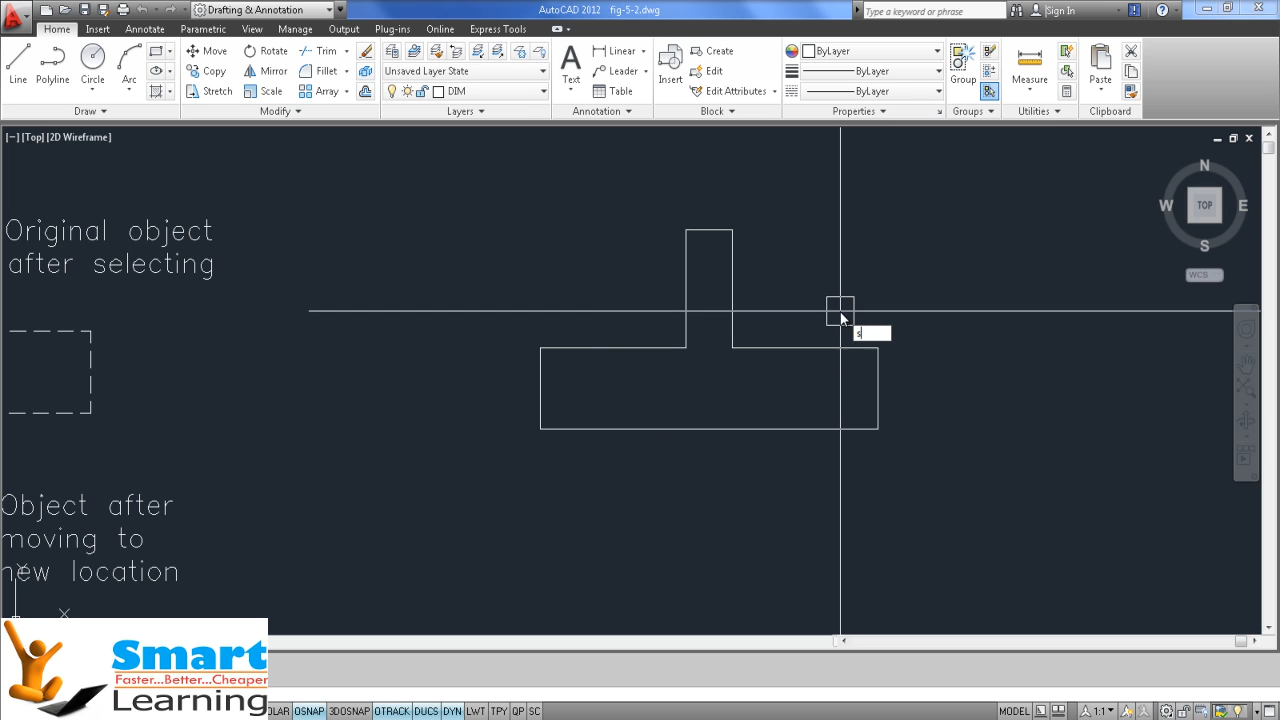 Drafting & Annotation
AutoCAD 2012 fig-5-2.dwg
Type a keyword or phrase
Sign In
Home Insert Annotate Parametric View Manage Output Plug-ins Online Express Tools
Line Polyline Circle Arc
Move Rotate Trim
Copy Mirror Fillet
Stretch Scale Array
Unsaved Layer State
DIM
Text
Linear
Leader
Table
Insert
Create
Edit
Edit Attributes
ByLayer
ByLayer
ByLayer
Group
Measure
Paste
Draw Modify Layers Annotation Block Properties Groups Utilities Clipboard
[−] [Top] [2D Wireframe]
Original object
after selecting
N
W TOP E
S
WCS
s
Object after
moving to
new location
X
Smart
Faster...Better...Cheaper
Learning
OLAR OSNAP 3DOSNAP OTRACK DUCS DYN LWT TPY QP SC
MODEL
1:1